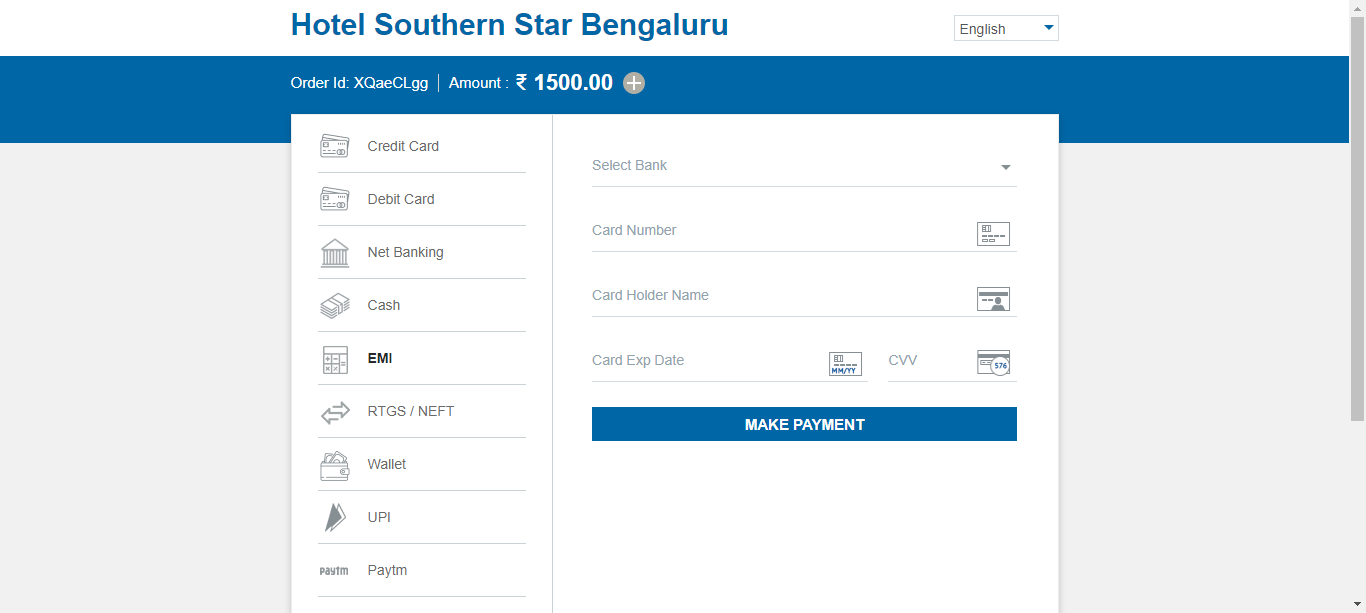 Hotel Southern Star Bengaluru
English
Order Id: XQaeCLgg
Amount : ₹ 1500.00
Credit Card
Debit Card
Net Banking
Cash
EMI
RTGS / NEFT
Wallet
UPI
paytm Paytm
Select Bank
Card Number
Card Holder Name
Card Exp Date
MM/YY
CVV
576
MAKE PAYMENT